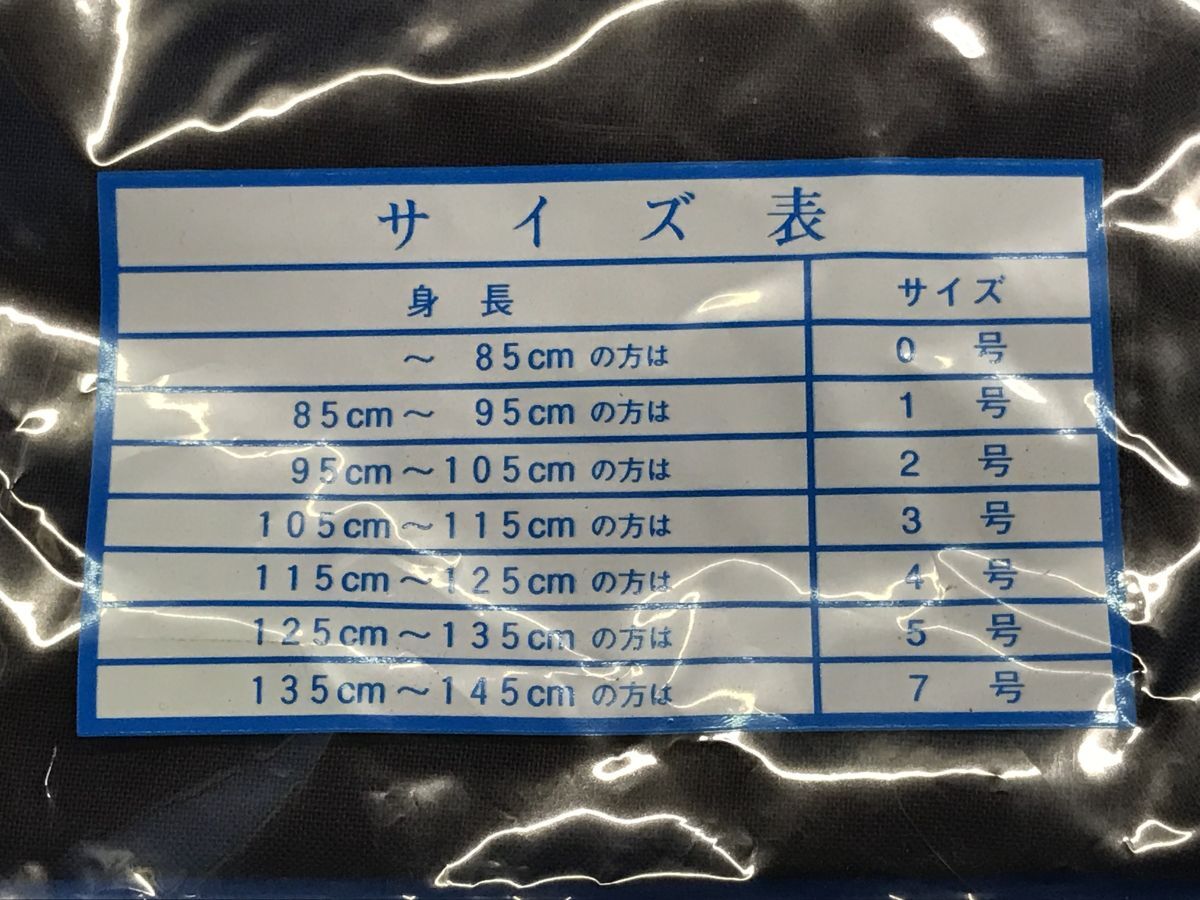 サイズ表
身長 サイズ
～ 85cm の方は 0 号
85cm～ 95cm の方は 1 号
95cm～105cm の方は 2 号
105cm～115cm の方は 3 号
115cm～125cm の方は 4 号
125cm～135cm の方は 5 号
135cm～145cm の方は 7 号